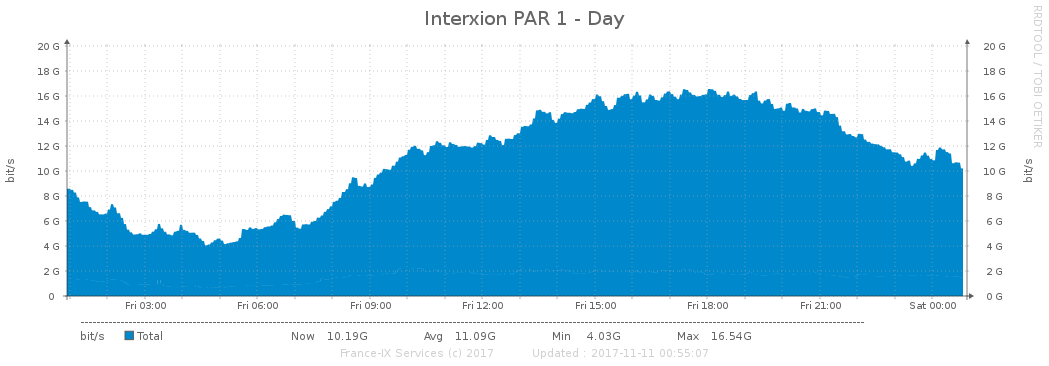 Interxion PAR 1 - Day
RRDTOOL / TOBI OETIKER
20 G 20 G
18 G 18 G
16 G 16 G
14 G 14 G
12 G 12 G
10 G 10 G
8 G 8 G
6 G 6 G
4 G 4 G
2 G 2 G
0 0 G
bit/s
bit/s
Fri 03:00 Fri 06:00 Fri 09:00 Fri 12:00 Fri 15:00 Fri 18:00 Fri 21:00 Sat 00:00
bit/s Total Now 10.19G Avg 11.09G Min 4.03G Max 16.54G
France-IX Services (c) 2017 Updated : 2017-11-11 00:55:07